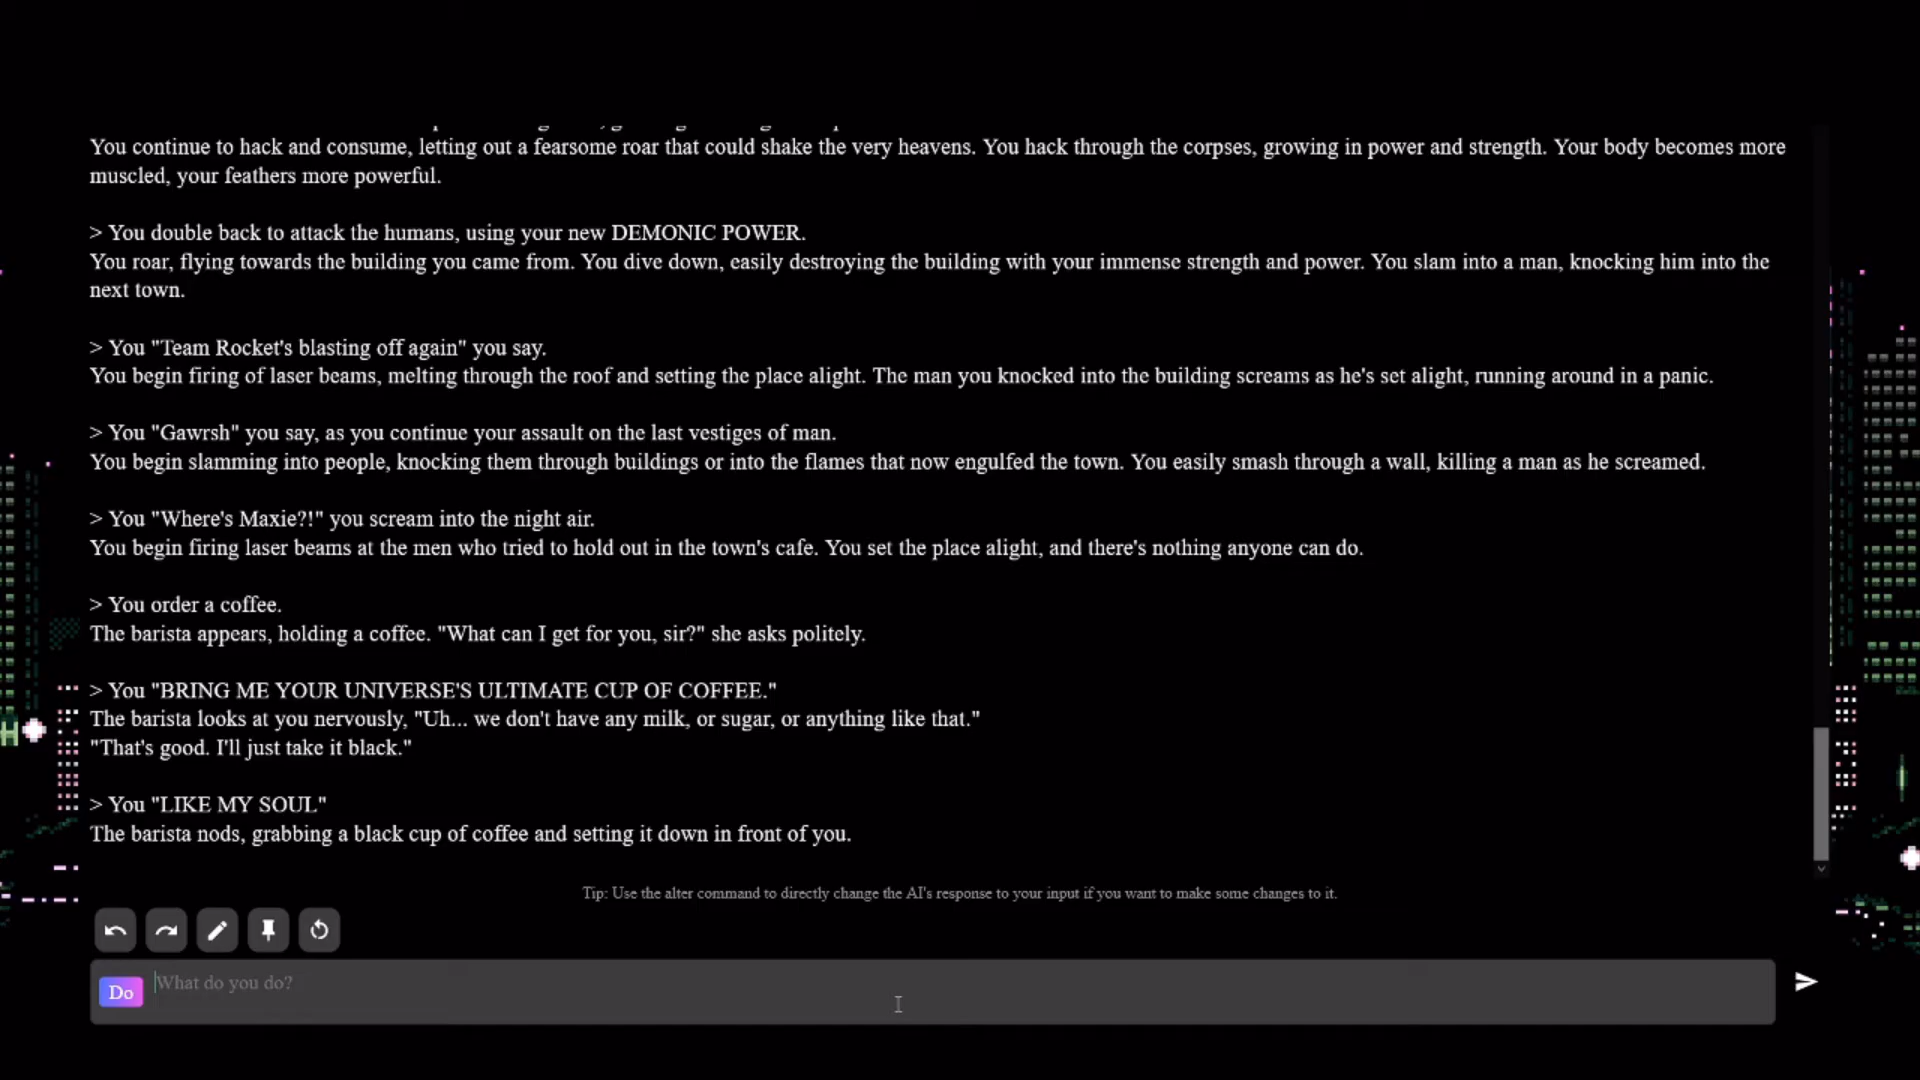 You continue to hack and consume, letting out a fearsome roar that could shake the very heavens. You hack through the corpses, growing in power and strength. Your body becomes more
muscled, your feathers more powerful.
> You double back to attack the humans, using your new DEMONIC POWER.
You roar, flying towards the building you came from. You dive down, easily destroying the building with your immense strength and power. You slam into a man, knocking him into the
next town.
> You "Team Rocket's blasting off again" you say.
You begin firing of laser beams, melting through the roof and setting the place alight. The man you knocked into the building screams as he's set alight, running around in a panic.
> You "Gawrsh" you say, as you continue your assault on the last vestiges of man.
You begin slamming into people, knocking them through buildings or into the flames that now engulfed the town. You easily smash through a wall, killing a man as he screamed.
> You "Where's Maxie?!" you scream into the night air.
You begin firing laser beams at the men who tried to hold out in the town's cafe. You set the place alight, and there's nothing anyone can do.
> You order a coffee.
The barista appears, holding a coffee. "What can I get for you, sir?" she asks politely.
> You "BRING ME YOUR UNIVERSE'S ULTIMATE CUP OF COFFEE."
The barista looks at you nervously, "Uh... we don't have any milk, or sugar, or anything like that."
"That's good. I'll just take it black."
> You "LIKE MY SOUL"
The barista nods, grabbing a black cup of coffee and setting it down in front of you.
Tip: Use the alter command to directly change the AI's response to your input if you want to make some changes to it.
Do What do you do?